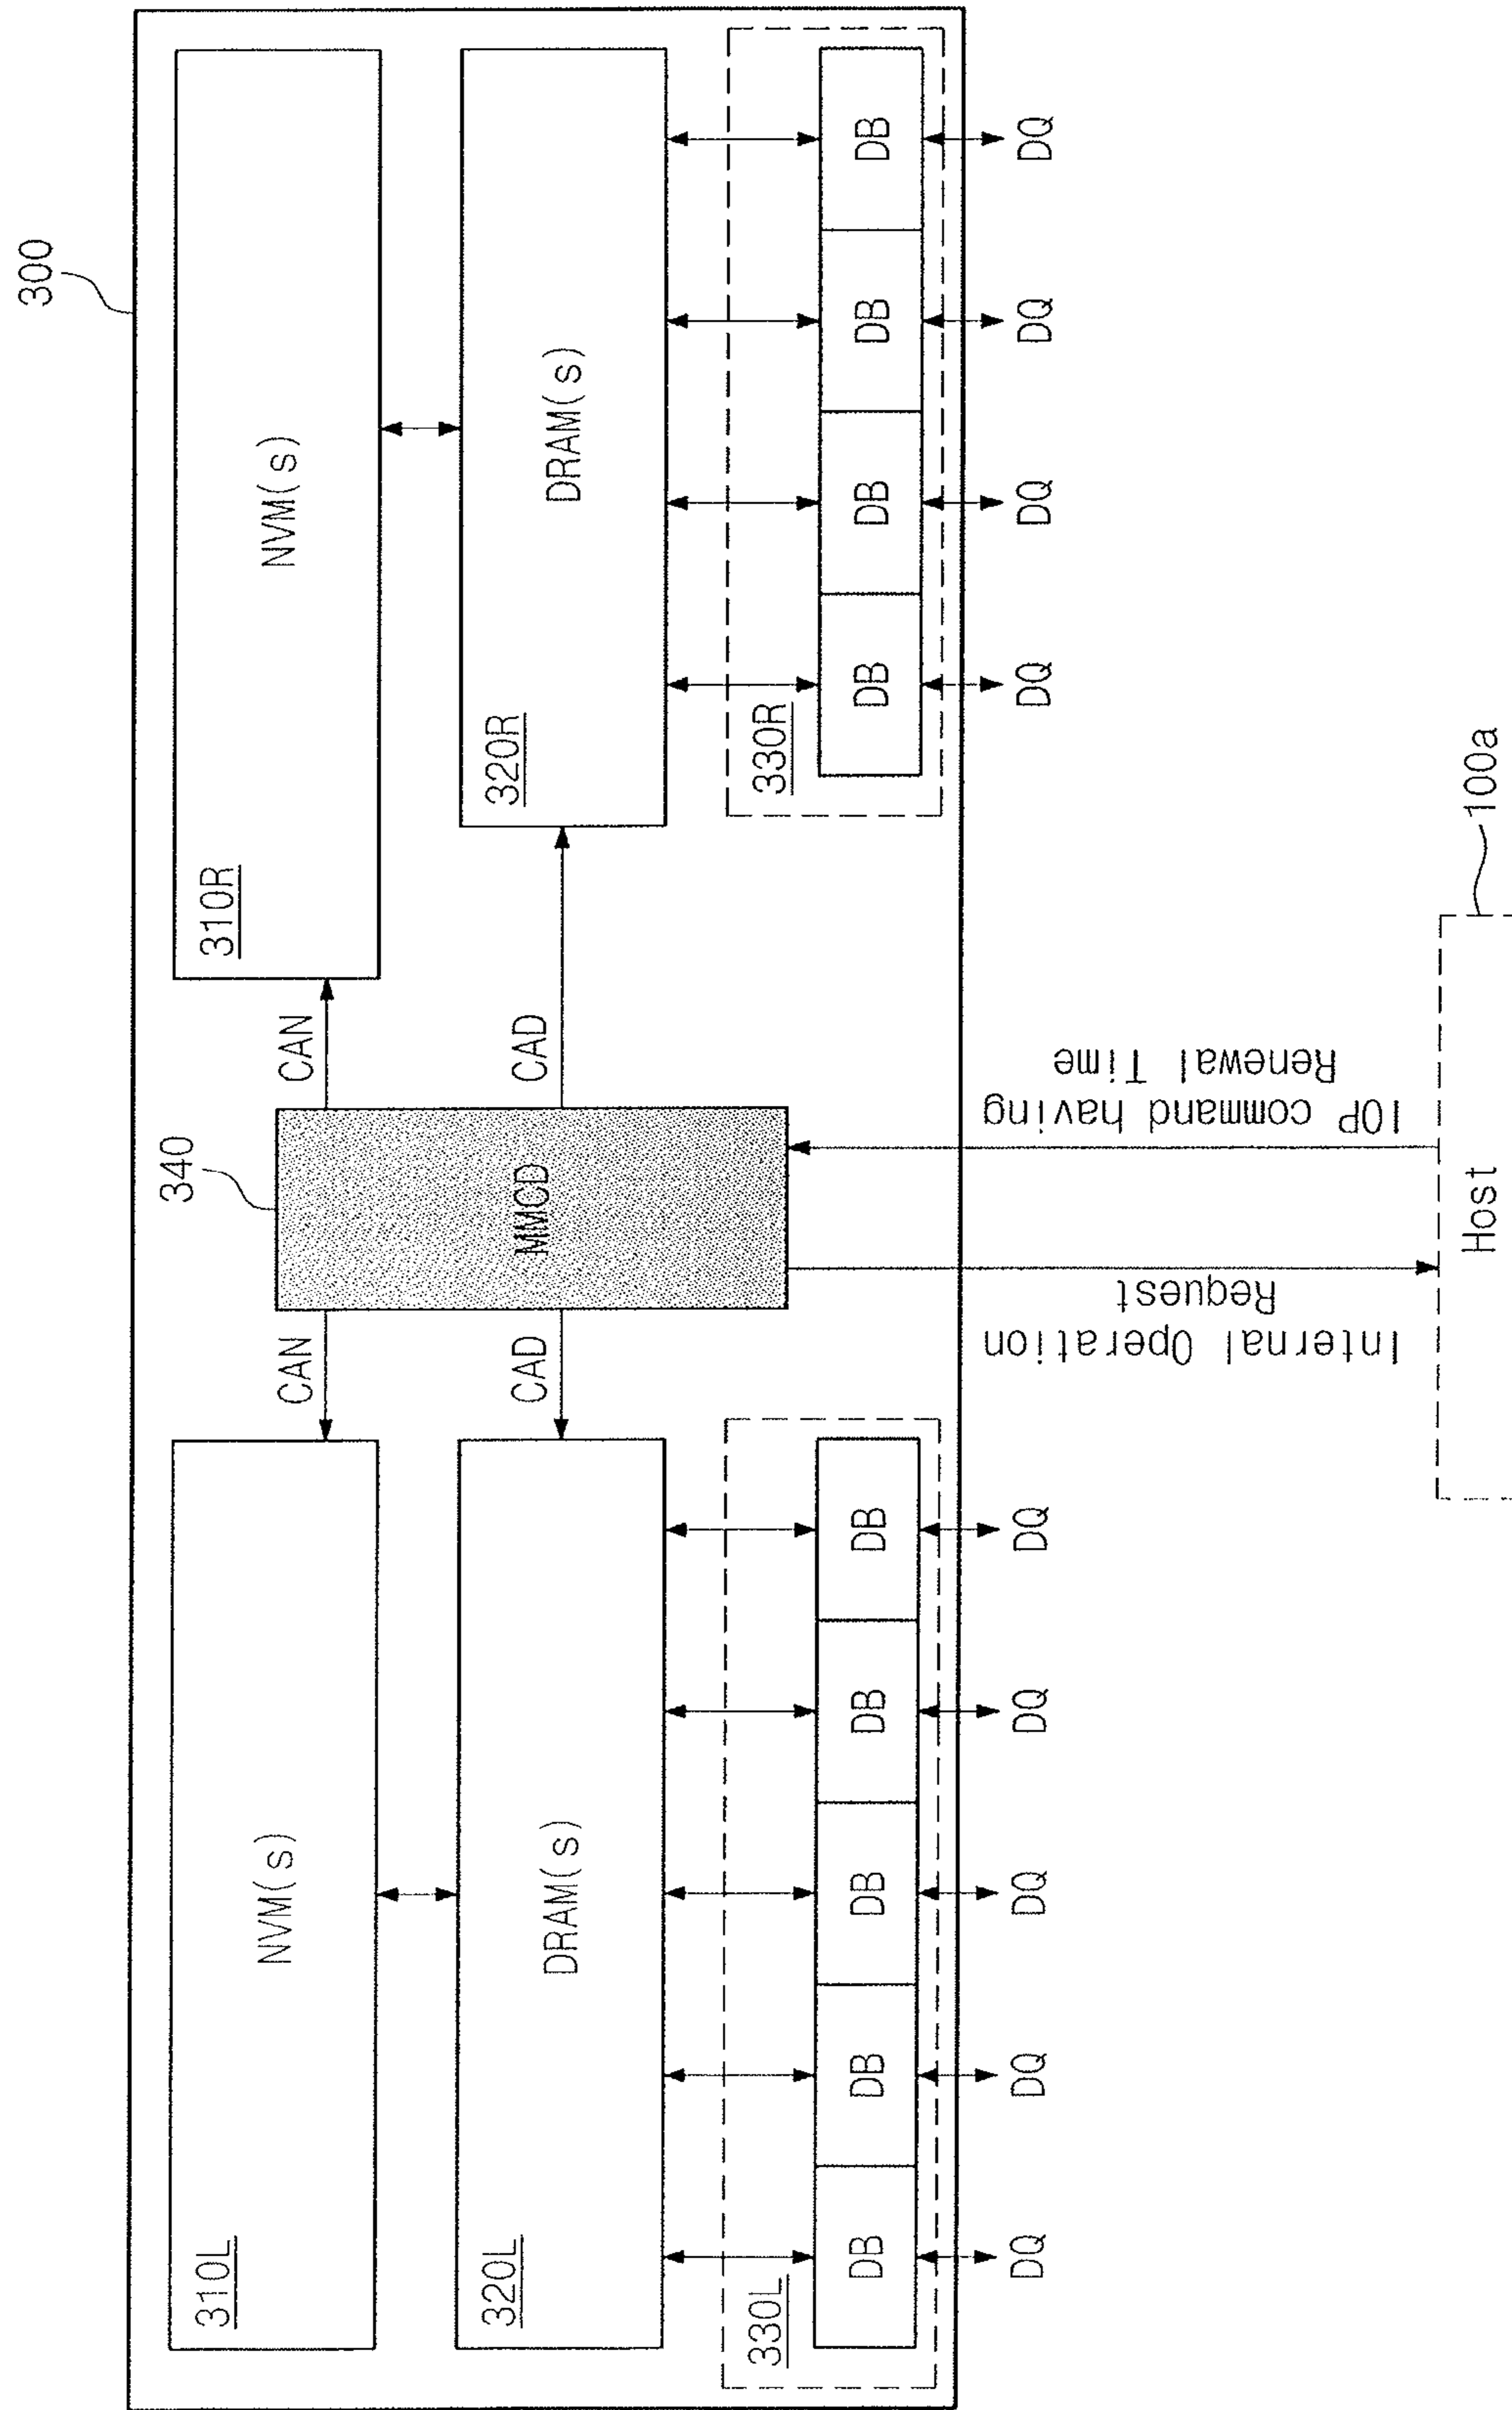 300
310L
NVM(s)
CAN
340
CAN
310R
NVM(s)
320L
DRAM(s)
CAD
MMCD
CAD
320R
DRAM(s)
330L
DB
DB
DB
DB
DB
330R
DB
DB
DB
DB
DQ
DQ
DQ
DQ
DQ
DQ
DQ
DQ
DQ
Internal Operation
Request
IOP command having
Renewal Time
Host
100a